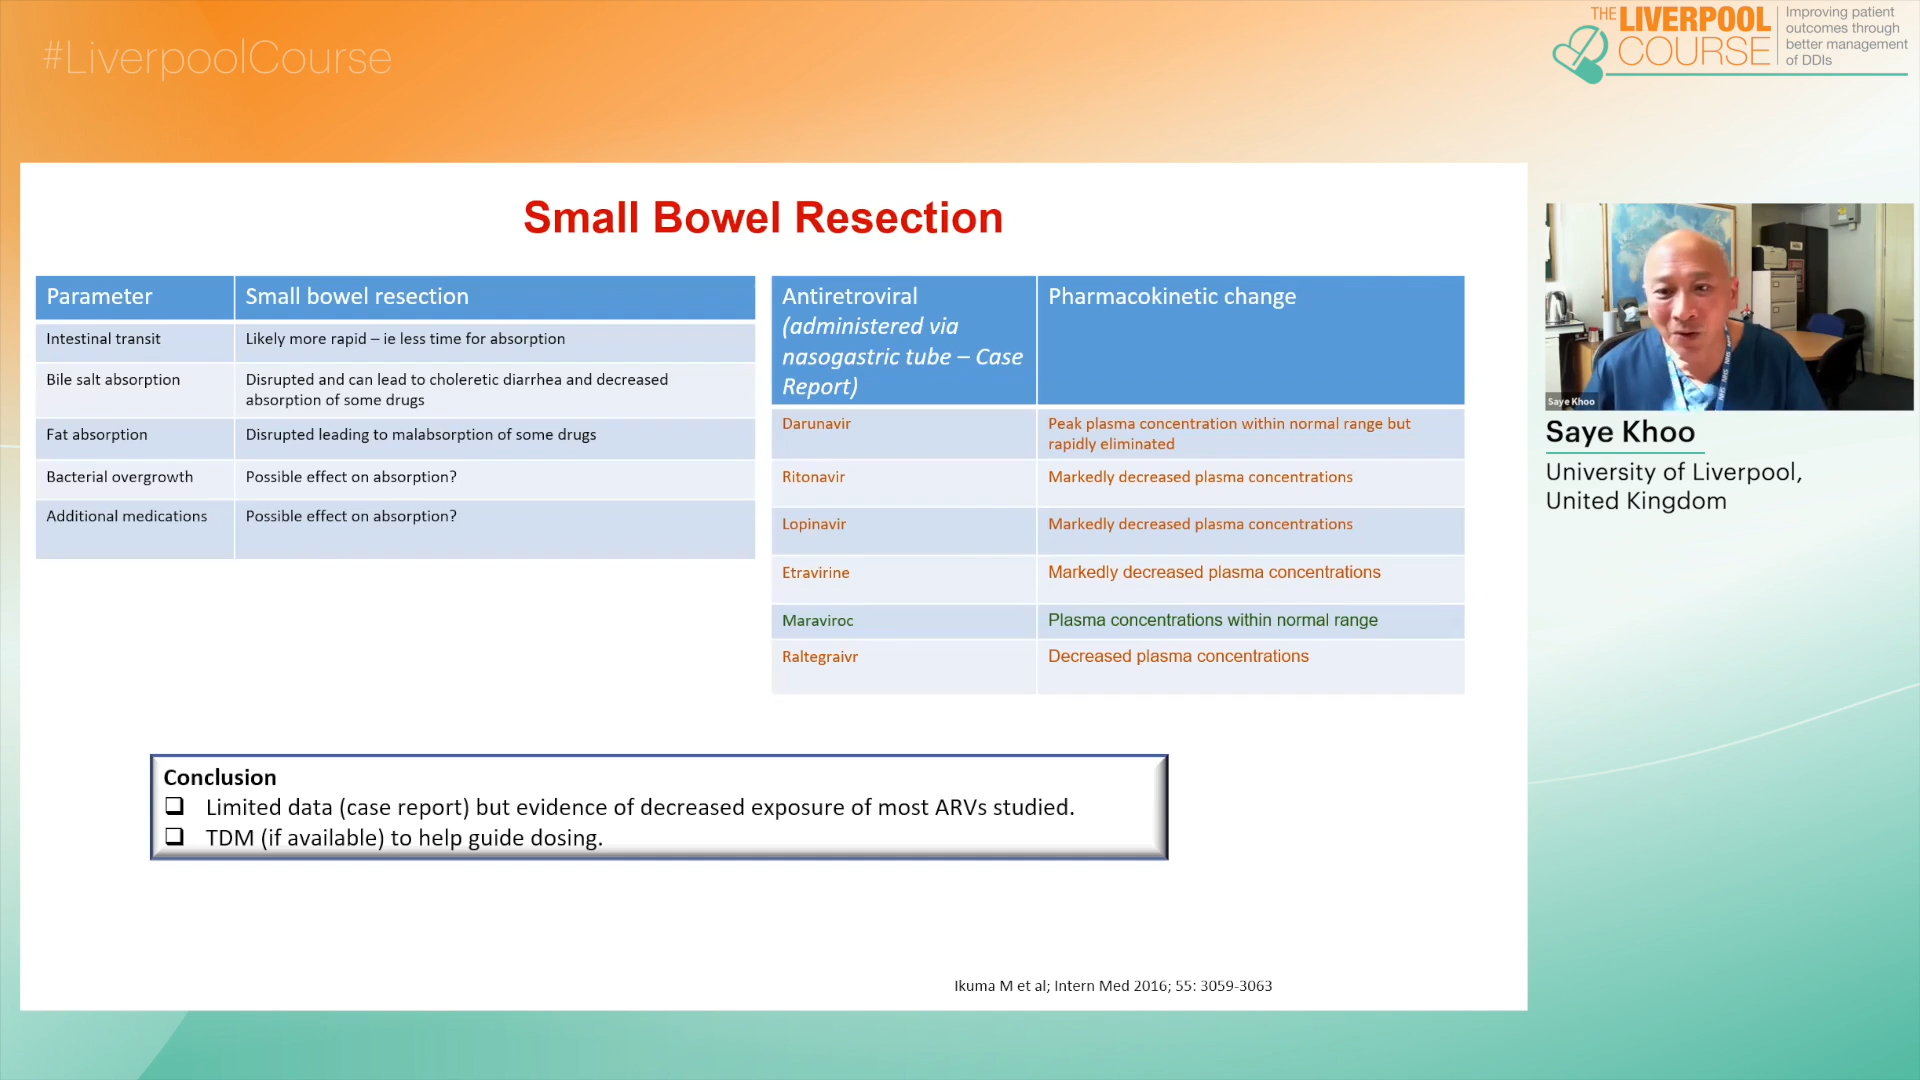 #LiverpoolCourse
THE LIVERPOOL
COURSE
Improving patient
outcomes through
better management
of DDIs
Small Bowel Resection
Parameter
Small bowel resection
Intestinal transit
Likely more rapid – ie less time for absorption
Bile salt absorption
Disrupted and can lead to choleretic diarrhea and decreased
absorption of some drugs
Fat absorption
Disrupted leading to malabsorption of some drugs
Bacterial overgrowth
Possible effect on absorption?
Additional medications
Possible effect on absorption?
Antiretroviral
(administered via
nasogastric tube – Case
Report)
Pharmacokinetic change
Darunavir
Peak plasma concentration within normal range but
rapidly eliminated
Ritonavir
Markedly decreased plasma concentrations
Lopinavir
Markedly decreased plasma concentrations
Etravirine
Markedly decreased plasma concentrations
Maraviroc
Plasma concentrations within normal range
Raltegraivr
Decreased plasma concentrations
Conclusion
❑ Limited data (case report) but evidence of decreased exposure of most ARVs studied.
❑ TDM (if available) to help guide dosing.
Ikuma M et al; Intern Med 2016; 55: 3059-3063
NHS
NHS
Saye Khoo
Saye Khoo
University of Liverpool,
United Kingdom